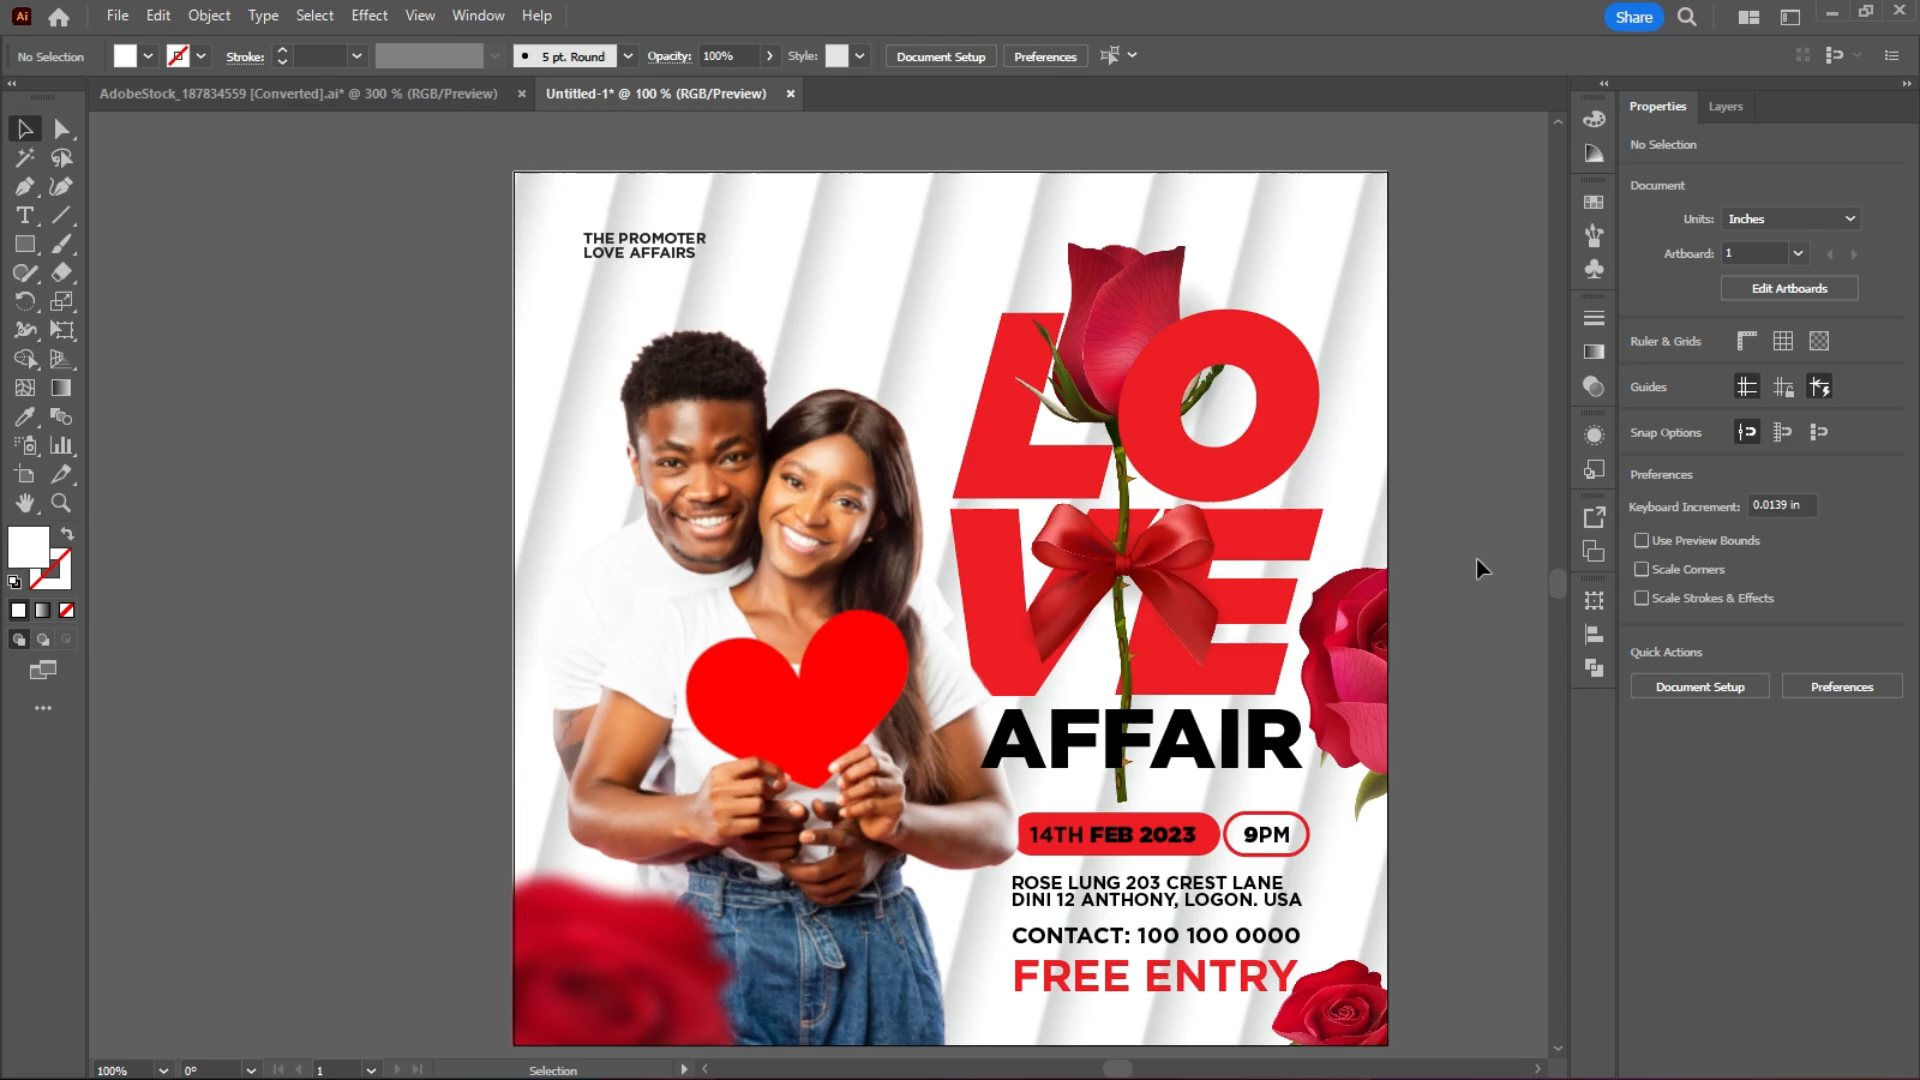 Ai
File Edit Object Type Select Effect View Window Help
Share
No Selection
Stroke:
5 pt. Round
Opacity: 100%
Style:
Document Setup
Preferences
AdobeStock_187834559 [Converted].ai* @ 300 % (RGB/Preview)
Untitled-1* @ 100 % (RGB/Preview)
THE PROMOTER
LOVE AFFAIRS
LO
VE
AFFAIR
14TH FEB 2023
9PM
ROSE LUNG 203 CREST LANE
DINI 12 ANTHONY, LOGON. USA
CONTACT: 100 100 0000
FREE ENTRY
Properties
Layers
No Selection
Document
Units: Inches
Artboard: 1
Edit Artboards
Ruler & Grids
Guides
Snap Options
Preferences
Keyboard Increment: 0.0139 in
Use Preview Bounds
Scale Corners
Scale Strokes & Effects
Quick Actions
Document Setup
Preferences
100%
0°
1
Selection